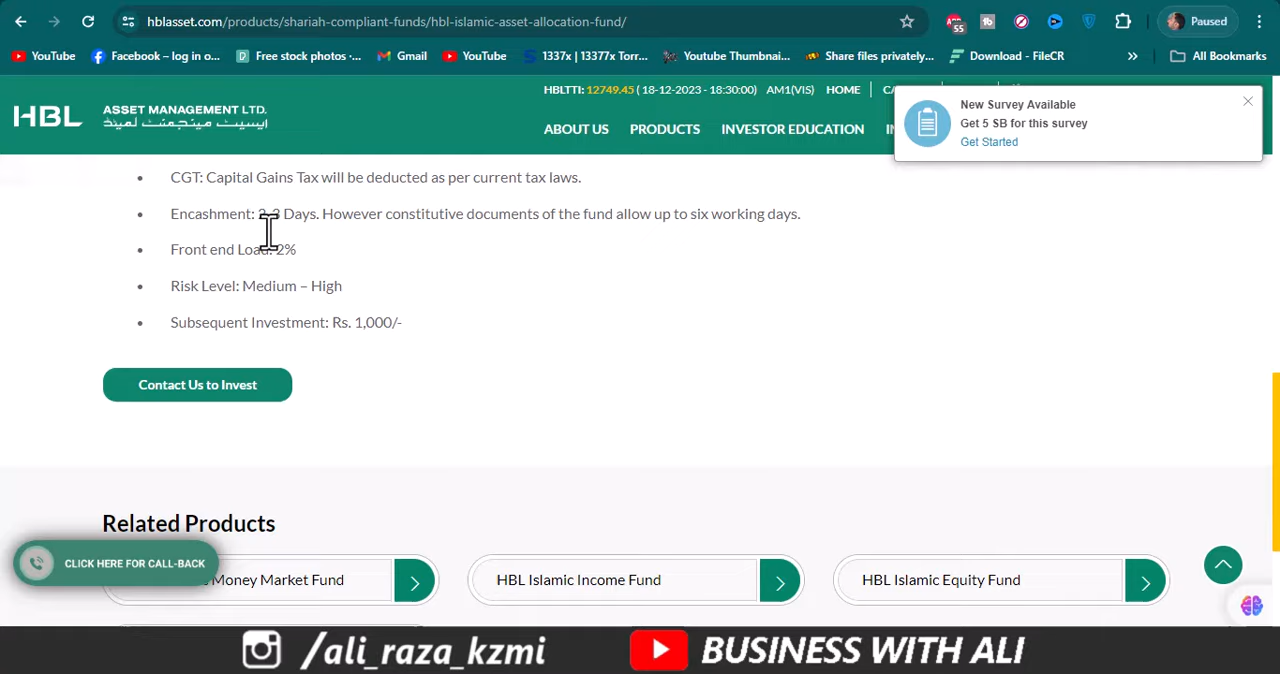 hblasset.com/products/shariah-compliant-funds/hbl-islamic-asset-allocation-fund/
55
Paused
YouTube
Facebook – log in o...
Free stock photos ·...
Gmail
YouTube
1337x | 13377x Torr...
Youtube Thumbnai...
Share files privately...
Download - FileCR
All Bookmarks
HBLTTI: 12749.45 ( 18-12-2023 - 18:30:00) AM1(VIS) HOME
HBL ASSET MANAGEMENT LTD.
ایسیٹ مینجمنٹ لمیٹڈ
ABOUT US PRODUCTS INVESTOR EDUCATION
New Survey Available
Get 5 SB for this survey
Get Started
• CGT: Capital Gains Tax will be deducted as per current tax laws.
• Encashment: 2-3 Days. However constitutive documents of the fund allow up to six working days.
• Front end Load: 2%
• Risk Level: Medium – High
• Subsequent Investment: Rs. 1,000/-
Contact Us to Invest
Related Products
CLICK HERE FOR CALL-BACK
Money Market Fund
HBL Islamic Income Fund
HBL Islamic Equity Fund
/ali_raza_kzmi
BUSINESS WITH ALI